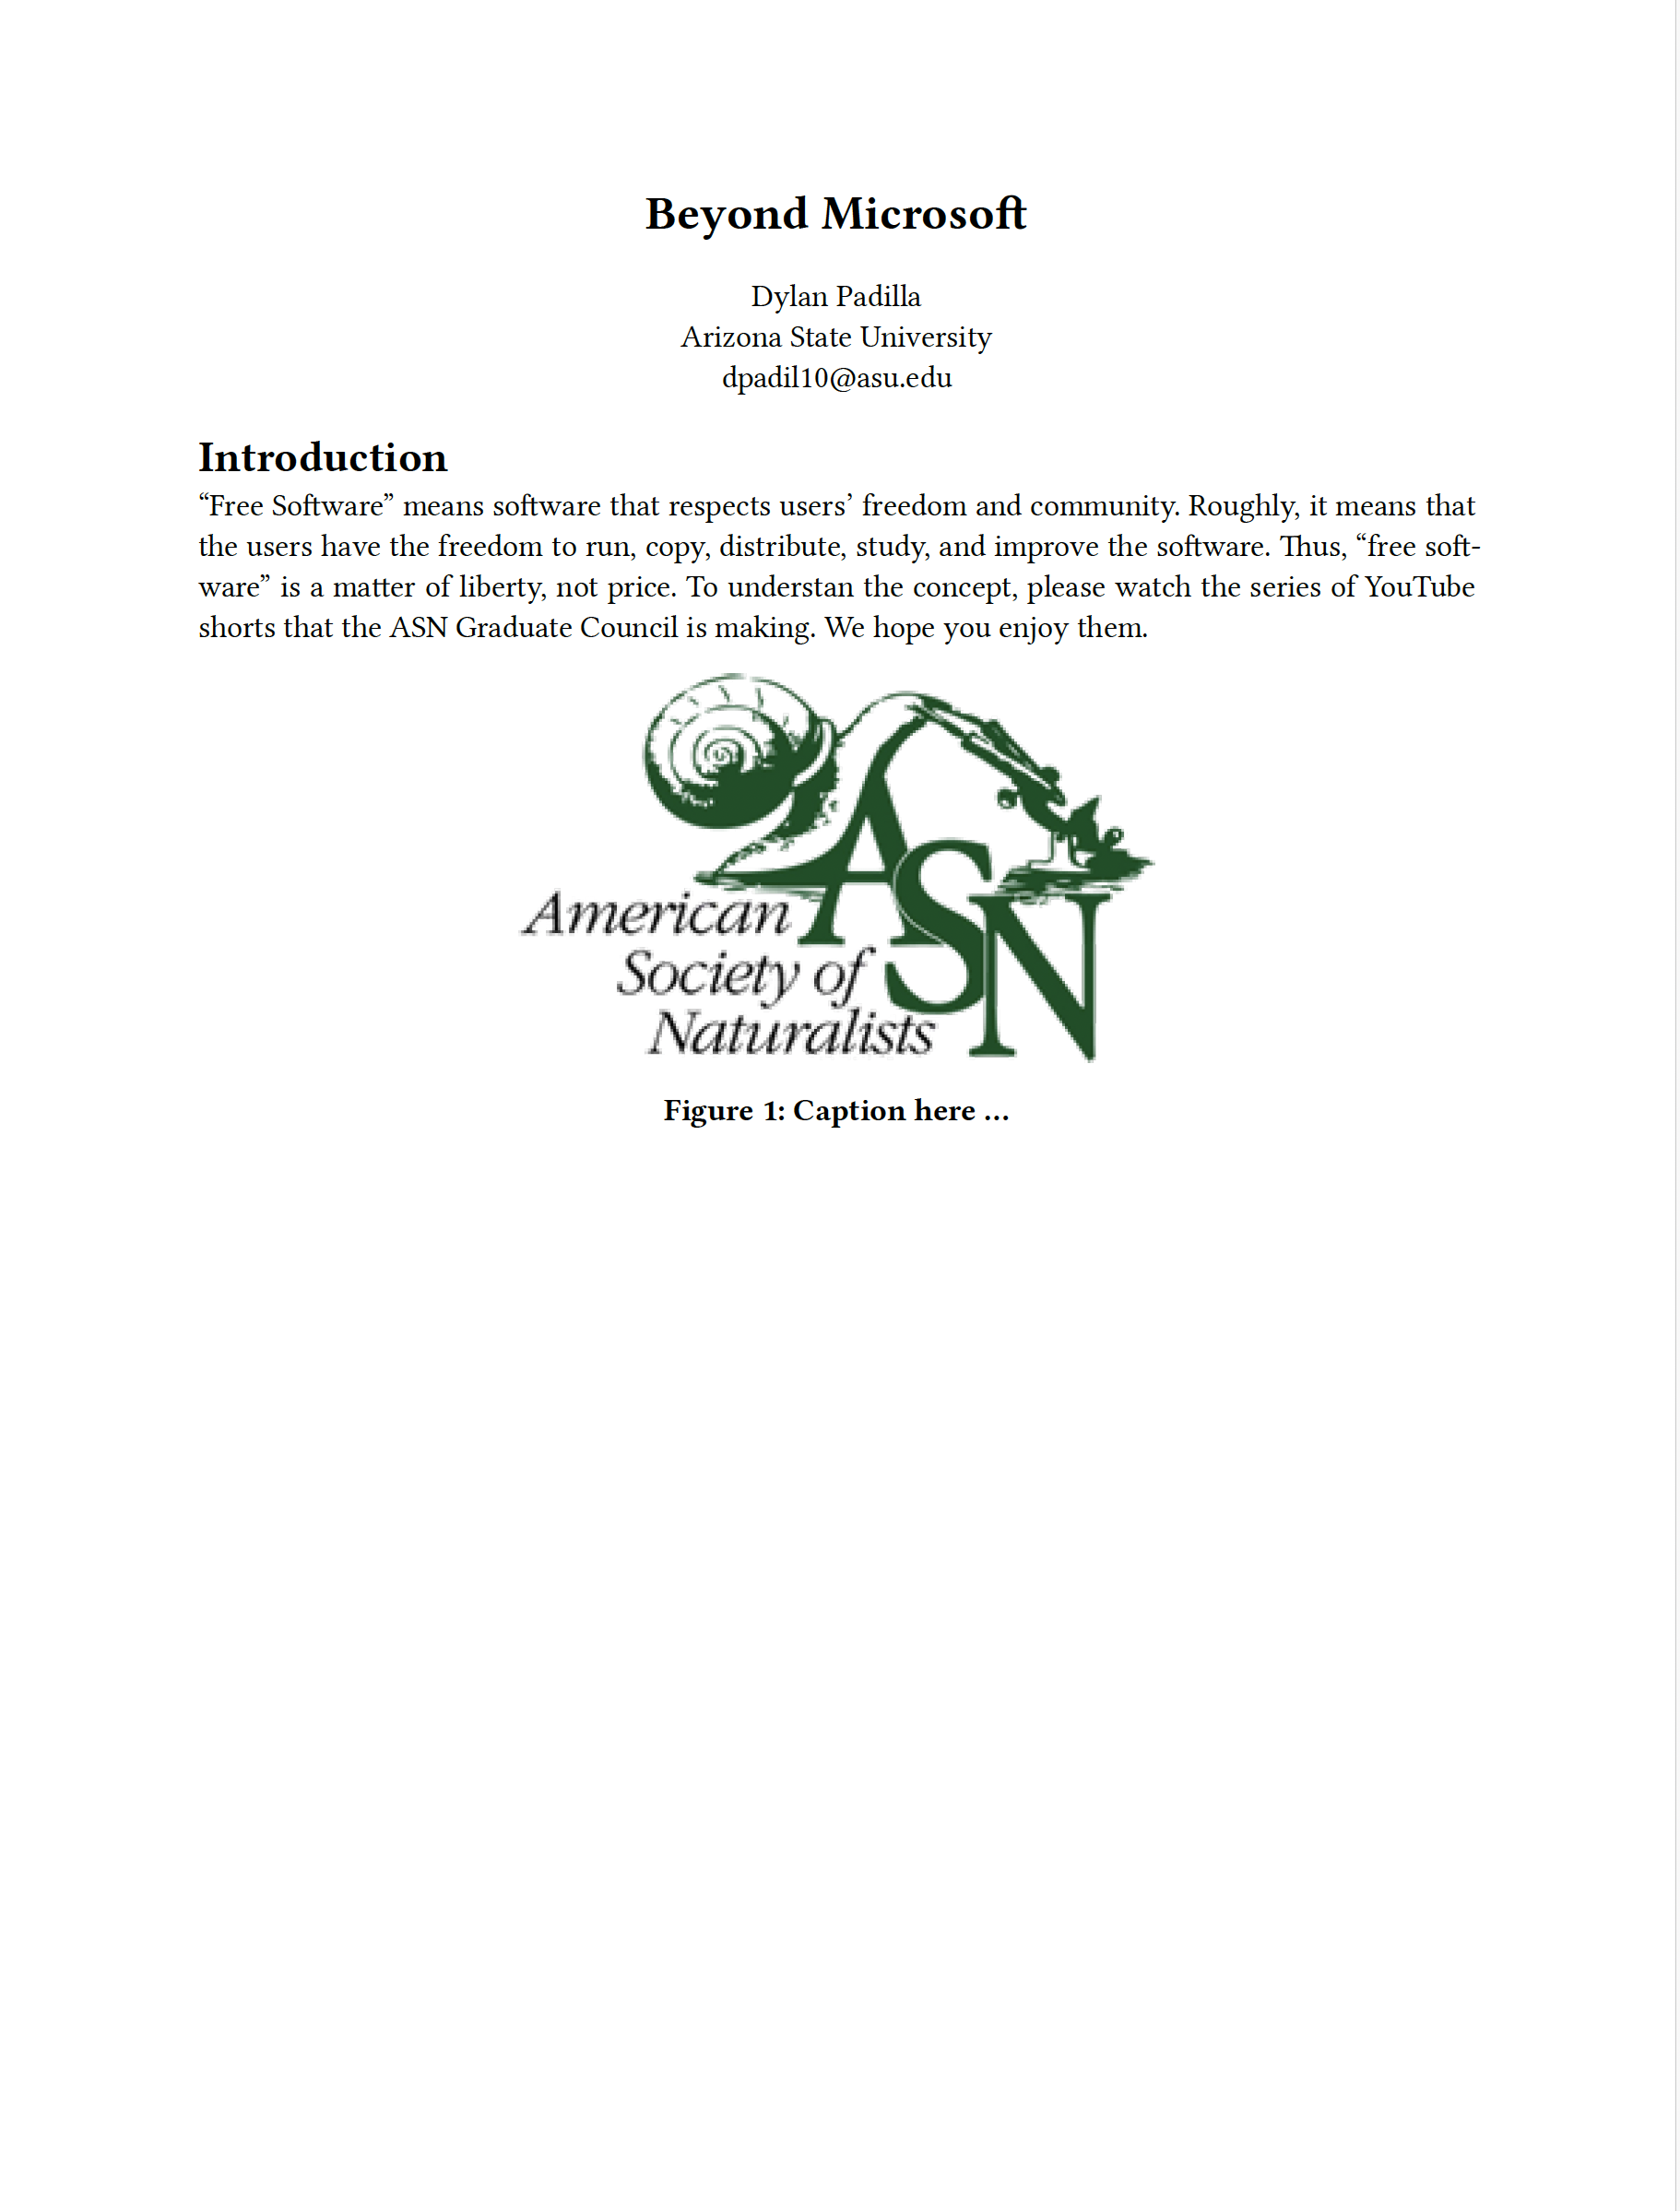 Beyond Microsoft
Dylan Padilla
Arizona State University
dpadil10@asu.edu
Introduction
“Free Software” means software that respects users’ freedom and community. Roughly, it means that
the users have the freedom to run, copy, distribute, study, and improve the software. Thus, “free soft-
ware” is a matter of liberty, not price. To understan the concept, please watch the series of YouTube
shorts that the ASN Graduate Council is making. We hope you enjoy them.
ASN
American
Society of
Naturalists
Figure 1: Caption here ...